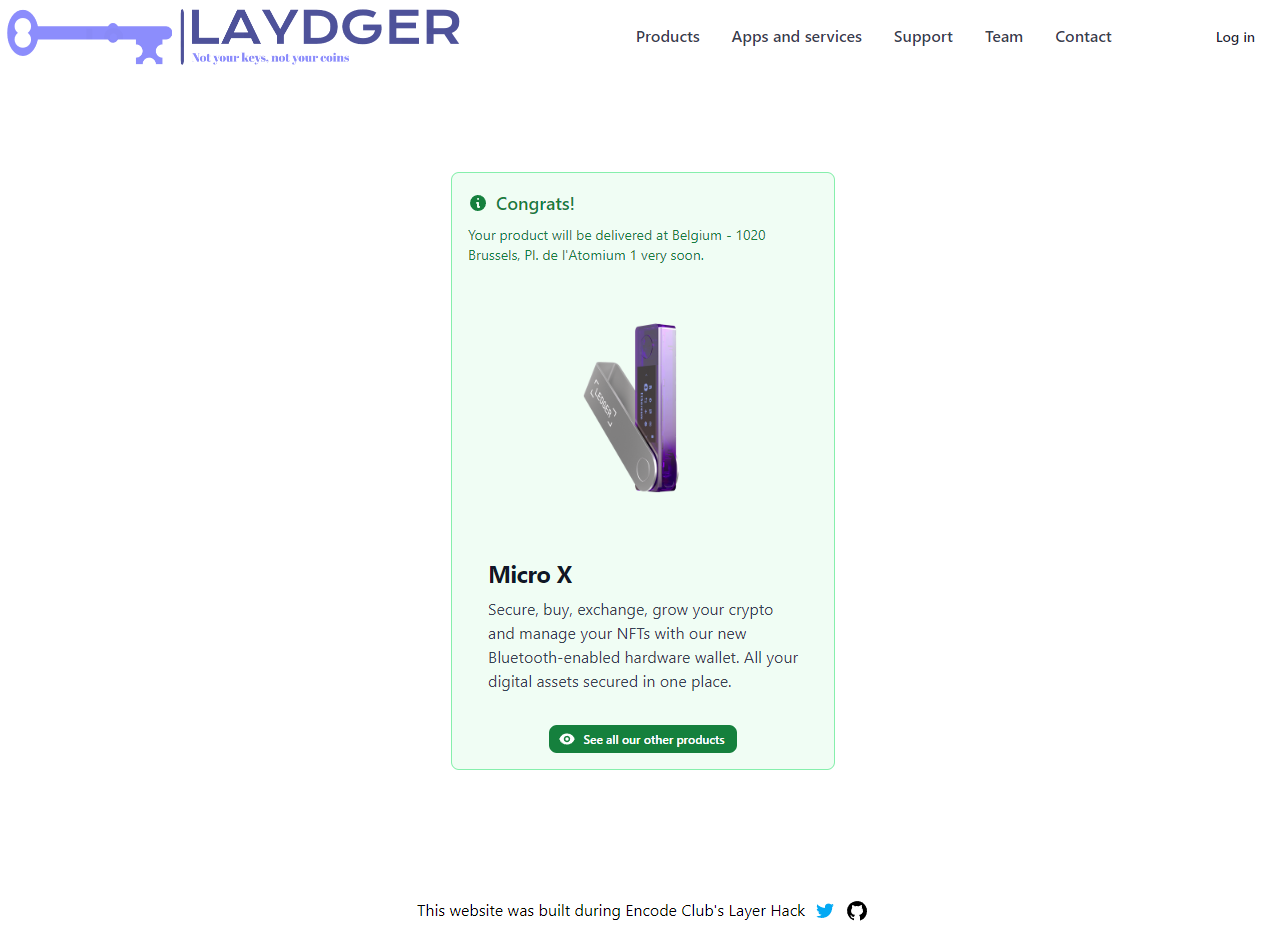 LAYDGER
Not your keys, not your coins
Products Apps and services Support Team Contact Log in
Congrats!
Your product will be delivered at Belgium - 1020
Brussels, Pl. de l'Atomium 1 very soon.
LEDGER
Micro X
Secure, buy, exchange, grow your crypto
and manage your NFTs with our new
Bluetooth-enabled hardware wallet. All your
digital assets secured in one place.
See all our other products
This website was built during Encode Club's Layer Hack